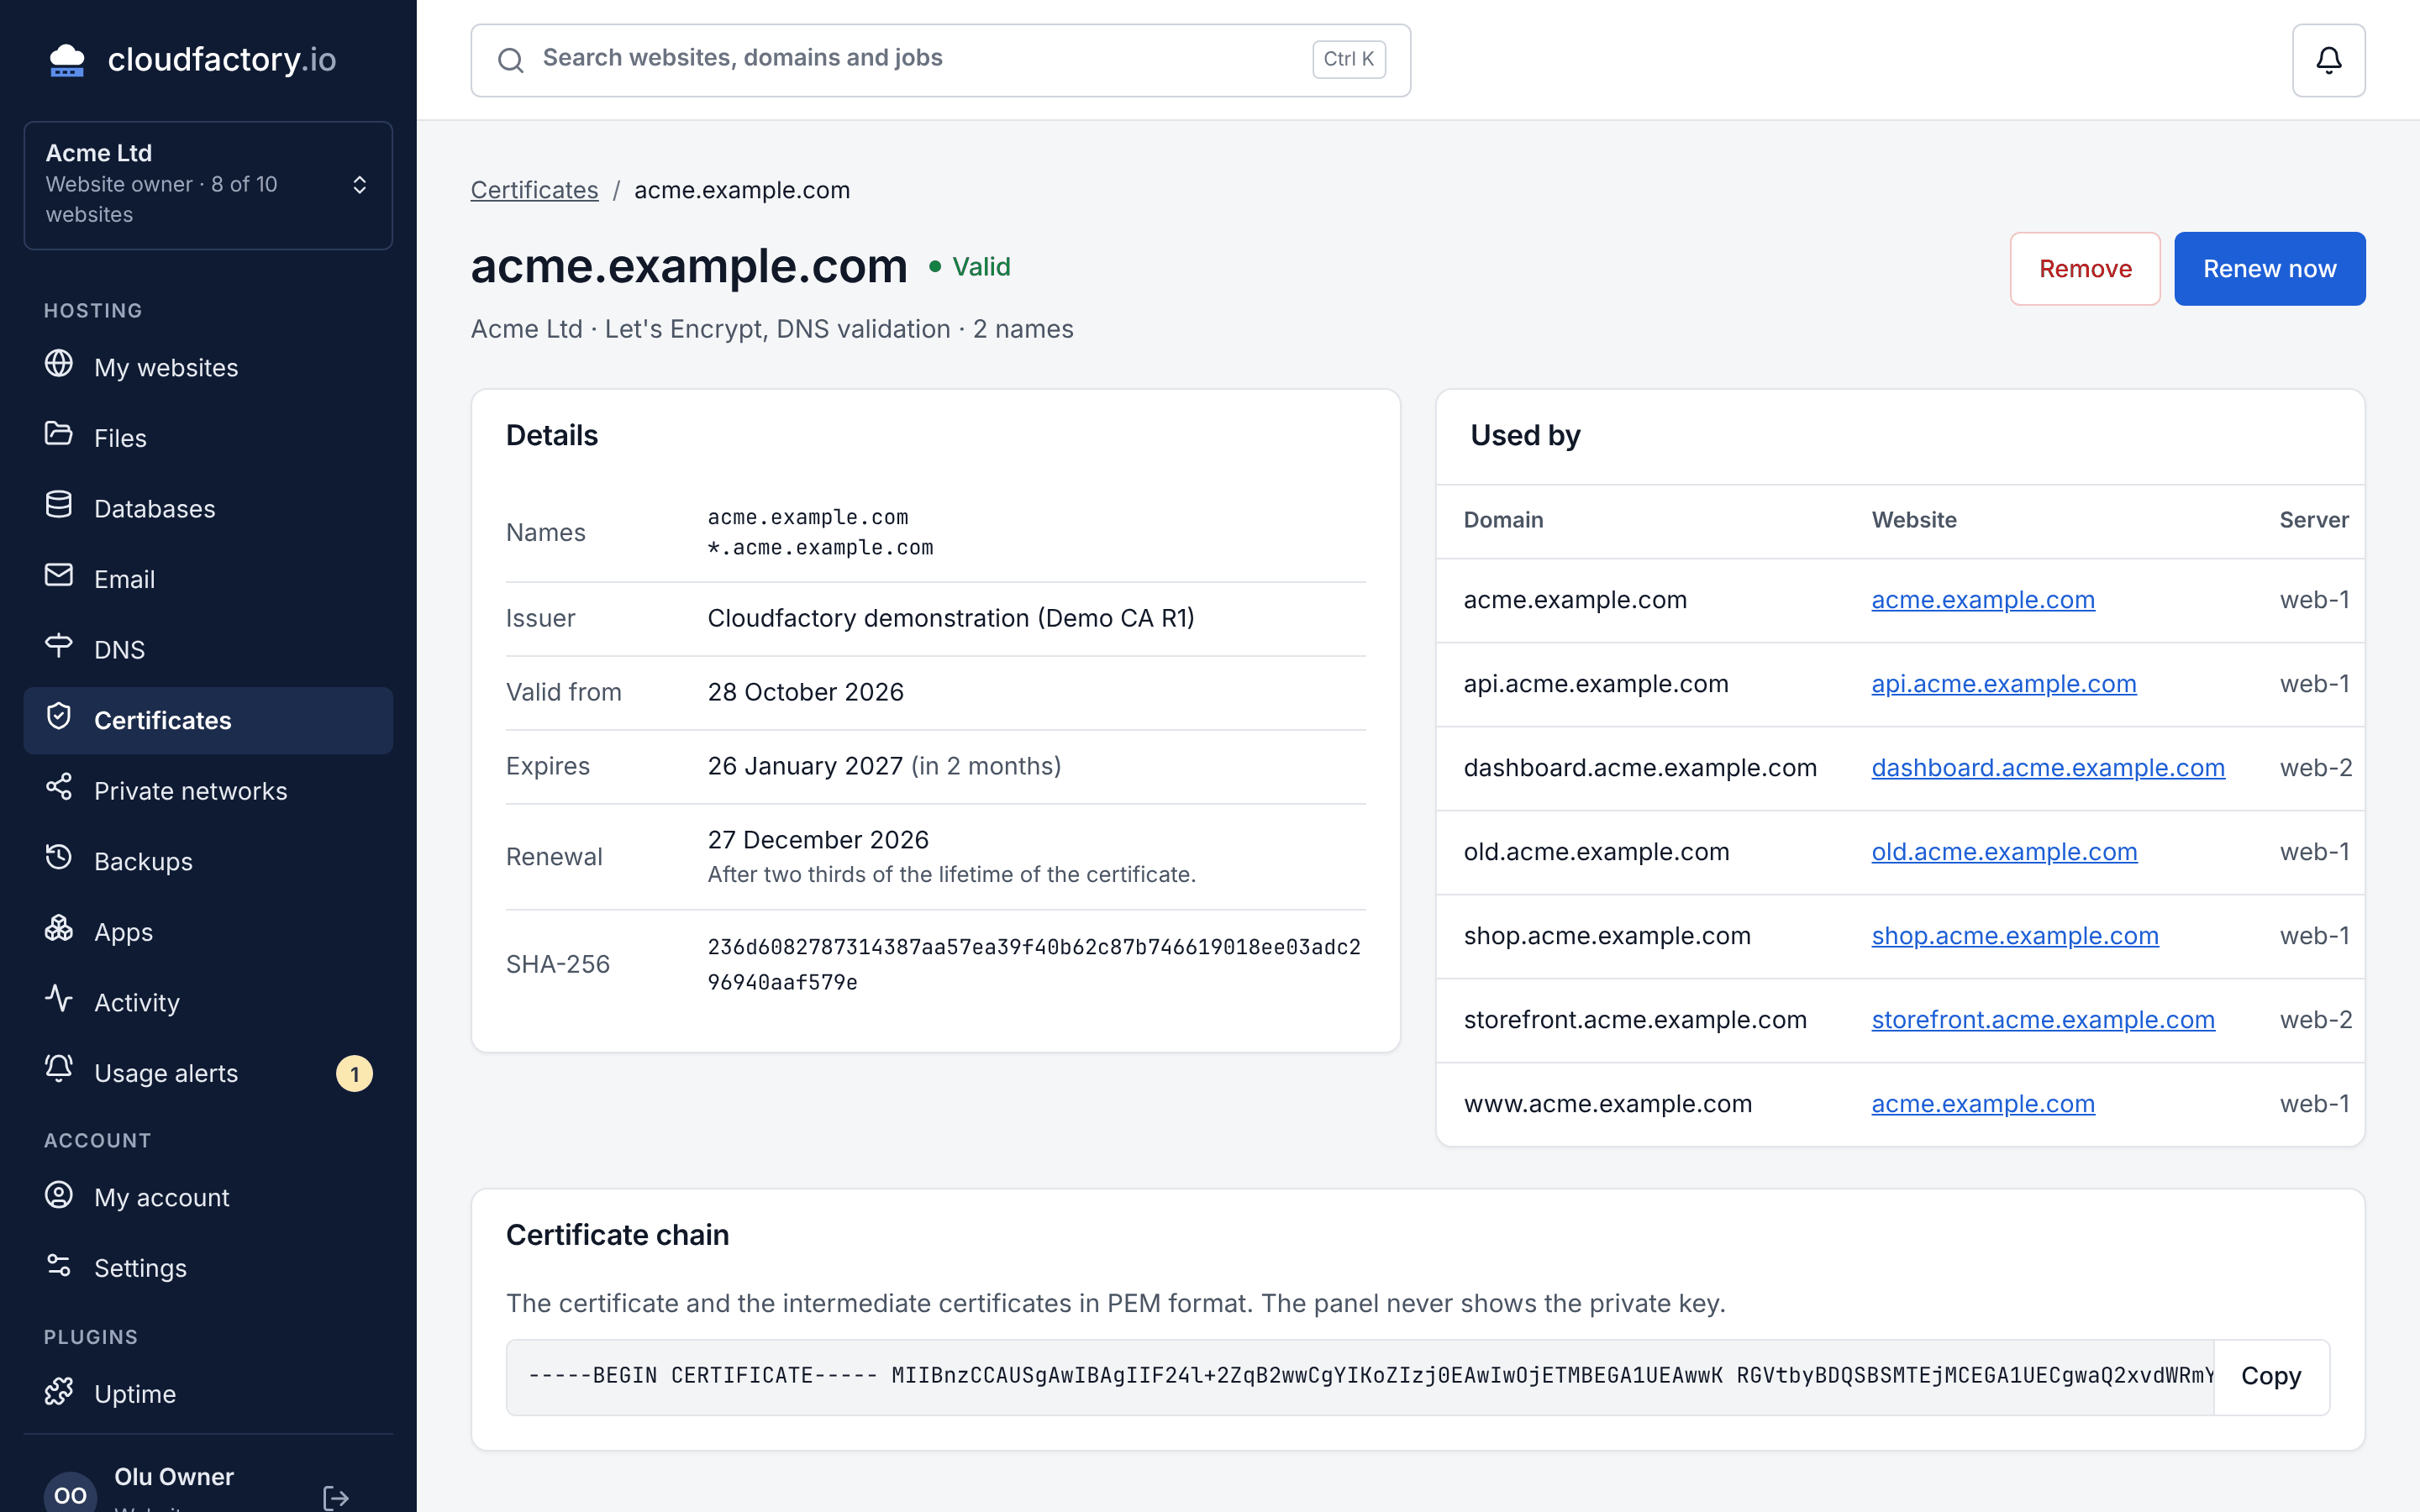 cloudfactory.io
Acme Ltd
Website owner · 8 of 10
websites
HOSTING
My websites
Files
Databases
Email
DNS
Certificates
Private networks
Backups
Apps
Activity
Usage alerts 1
ACCOUNT
My account
Settings
PLUGINS
Uptime
OO Olu Owner
Search websites, domains and jobs Ctrl K
Certificates / acme.example.com
acme.example.com Valid
Remove Renew now
Acme Ltd · Let's Encrypt, DNS validation · 2 names
Details
Names acme.example.com
*.acme.example.com
Issuer Cloudfactory demonstration (Demo CA R1)
Valid from 28 October 2026
Expires 26 January 2027 (in 2 months)
Renewal 27 December 2026
After two thirds of the lifetime of the certificate.
SHA-256 236d6082787314387aa57ea39f40b62c87b746619018ee03adc2
96940aaf579e
Used by
Domain Website Server
acme.example.com acme.example.com web-1
api.acme.example.com api.acme.example.com web-1
dashboard.acme.example.com dashboard.acme.example.com web-2
old.acme.example.com old.acme.example.com web-1
shop.acme.example.com shop.acme.example.com web-1
storefront.acme.example.com storefront.acme.example.com web-2
www.acme.example.com acme.example.com web-1
Certificate chain
The certificate and the intermediate certificates in PEM format. The panel never shows the private key.
-----BEGIN CERTIFICATE----- MIIBnzCCAUSgAwIBAgIIF24l+2ZqB2wwCgYIKoZIzj0EAwIwOjETMBEGA1UEAwwK RGVtbyBDQSBSMTEjMCEGA1UECgwaQ2xvdWRmY Copy